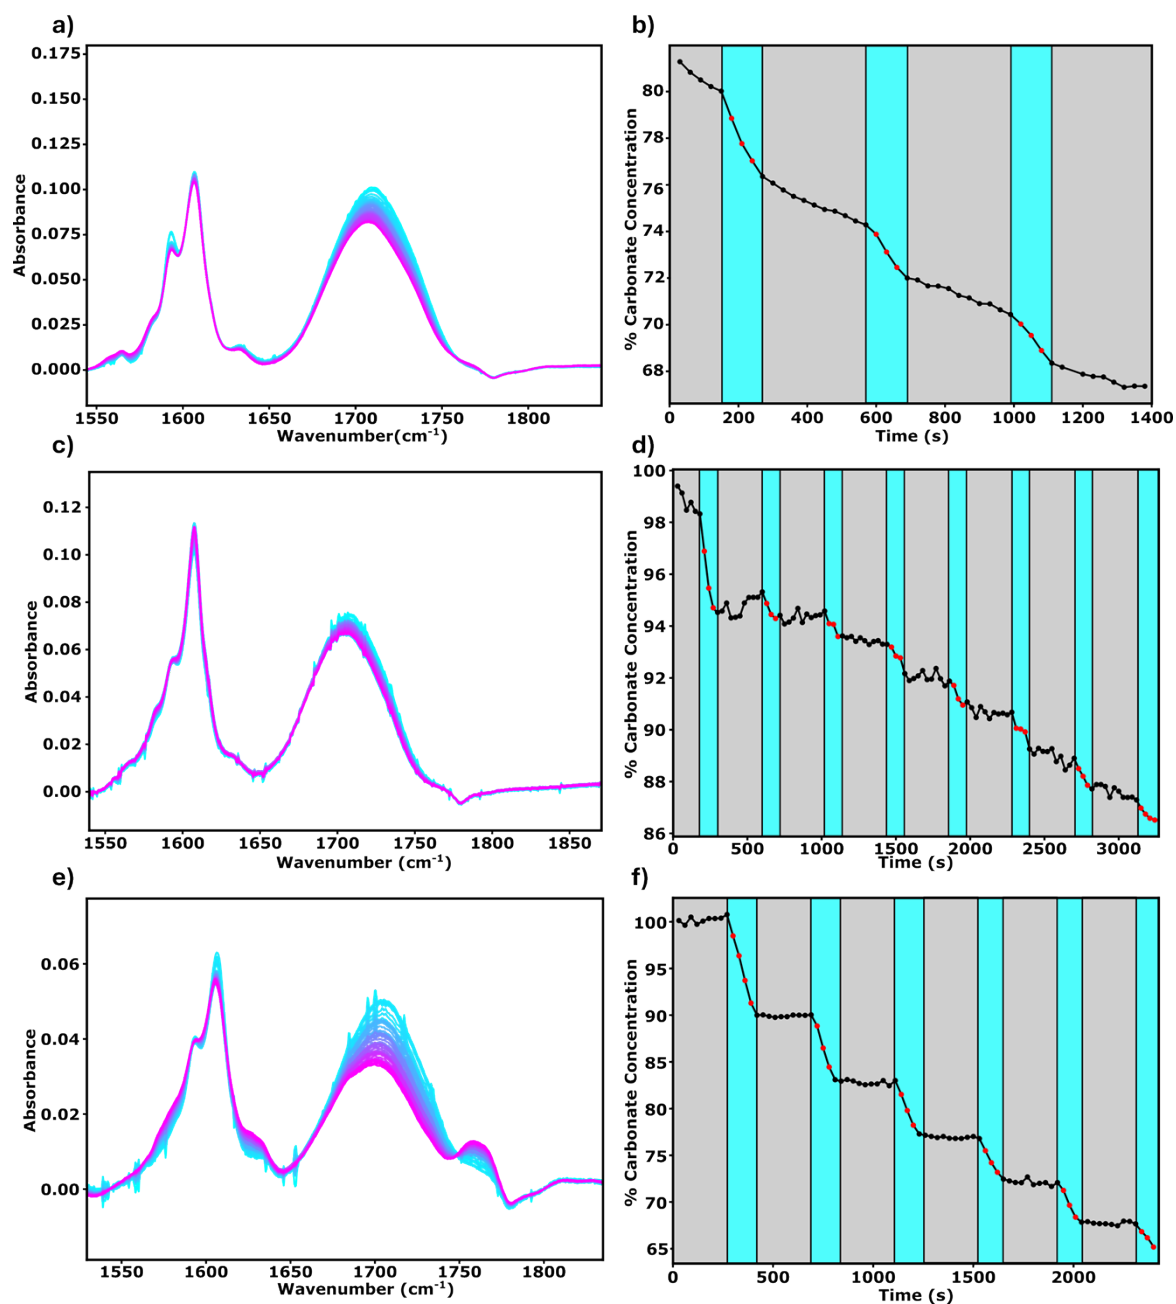 a)
b)
0.175
0.150
0.125
0.100
0.075
0.050
0.025
0.000
Absorbance
1550 1600 1650 1700 1750 1800
Wavenumber(cm-1)
80
78
76
74
72
70
68
% Carbonate Concentration
0 200 400 600 800 1000 1200 1400
Time (s)
c)
d)
0.12
0.10
0.08
0.06
0.04
0.02
0.00
Absorbance
1550 1600 1650 1700 1750 1800 1850
Wavenumber (cm-1)
100
98
96
94
92
90
88
86
% Carbonate Concentration
0 500 1000 1500 2000 2500 3000
Time (s)
e)
f)
0.06
0.04
0.02
0.00
Absorbance
1550 1600 1650 1700 1750 1800
Wavenumber (cm-1)
100
95
90
85
80
75
70
65
% Carbonate Concentration
0 500 1000 1500 2000
Time (s)